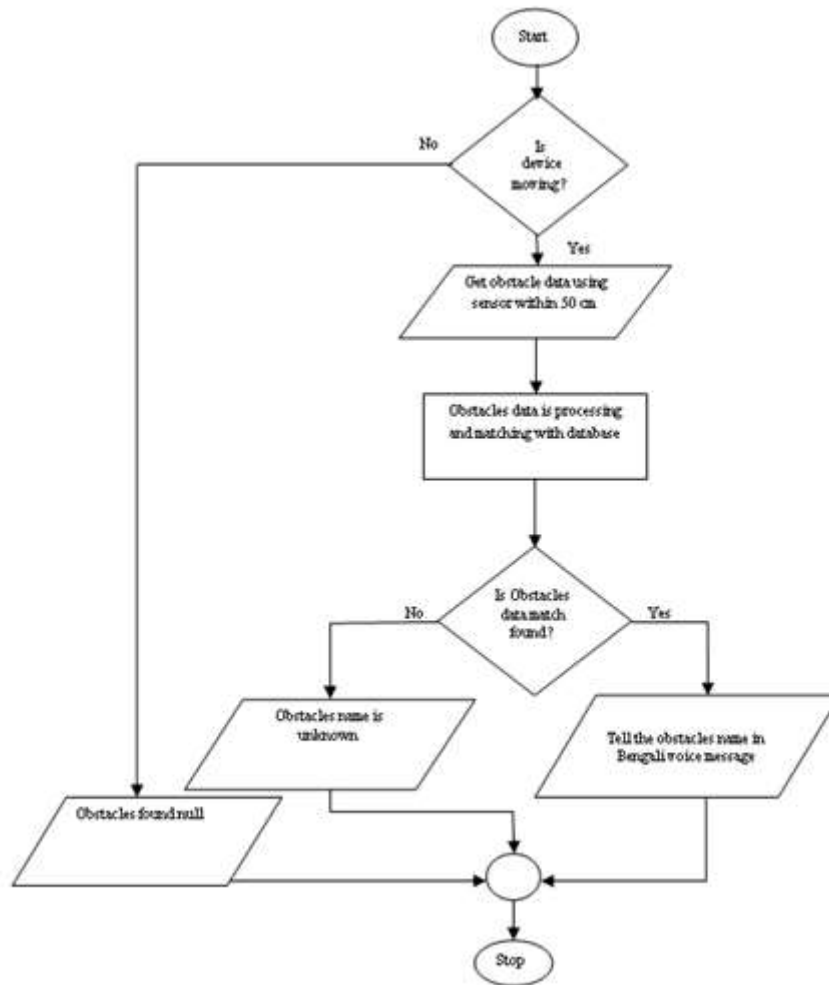 Start
No
Is
device
moving?
Yes
Get obstacle data using
sensor within 50 cm
Obstacles data is processing
and matching with database
No
Is Obstacles
data match
found?
Yes
Obstacles name is
unknown
Tell the obstacles name in
Bengali voice message
Obstacles found null
Stop